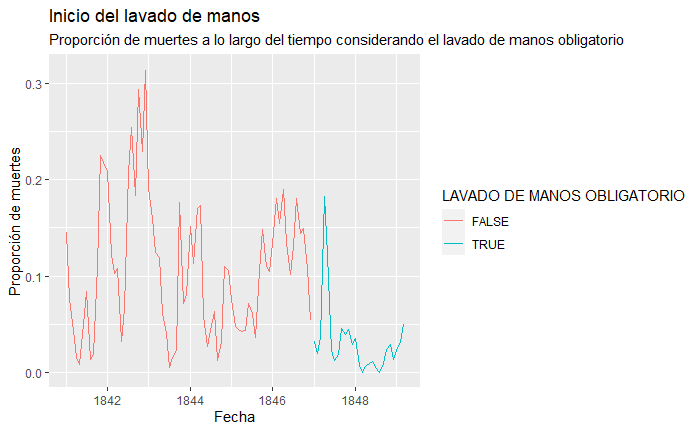 Inicio del lavado de manos
Proporción de muertes a lo largo del tiempo considerando el lavado de manos obligatorio
Proporción de muertes
0.3
0.2
0.1
0.0
1842
1844
1846
1848
Fecha
LAVADO DE MANOS OBLIGATORIO
FALSE
TRUE